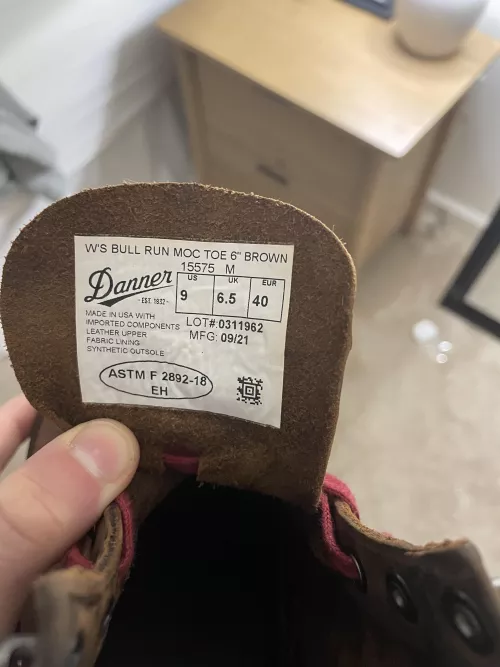 W'S BULL RUN MOC TOE 6" BROWN
15575 M
Danner
- EST. 1932 -
US UK EUR
9 6.5 40
MADE IN USA WITH
IMPORTED COMPONENTS
LEATHER UPPER
FABRIC LINING
SYNTHETIC OUTSOLE
LOT#:0311962
MFG: 09/21
ASTM F 2892-18
EH